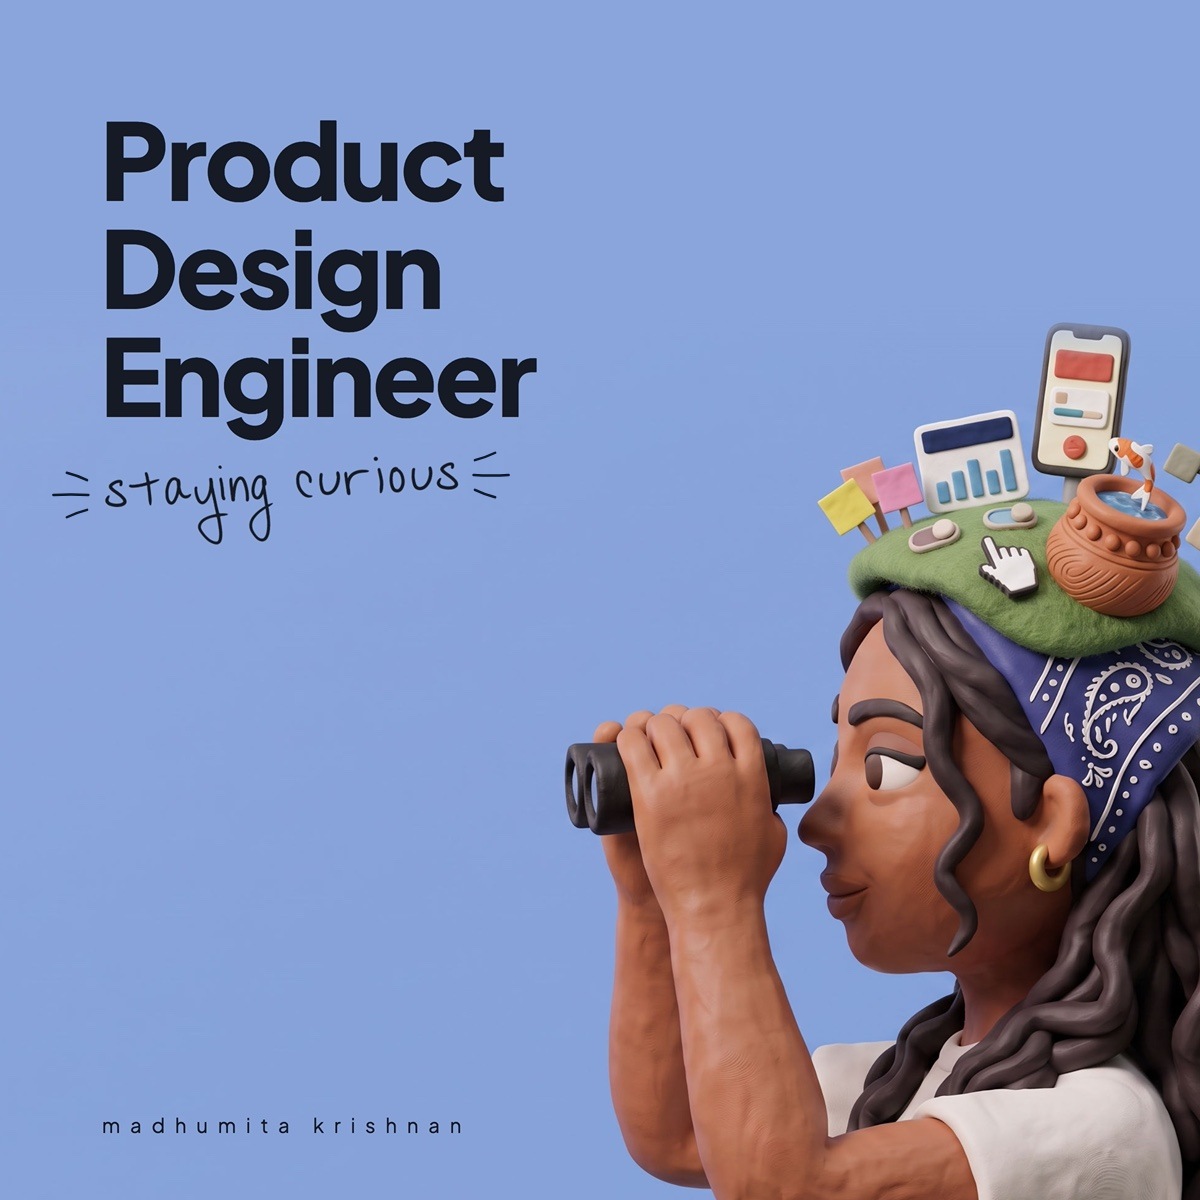 Product
Design
Engineer
staying curious
madhumita krishnan